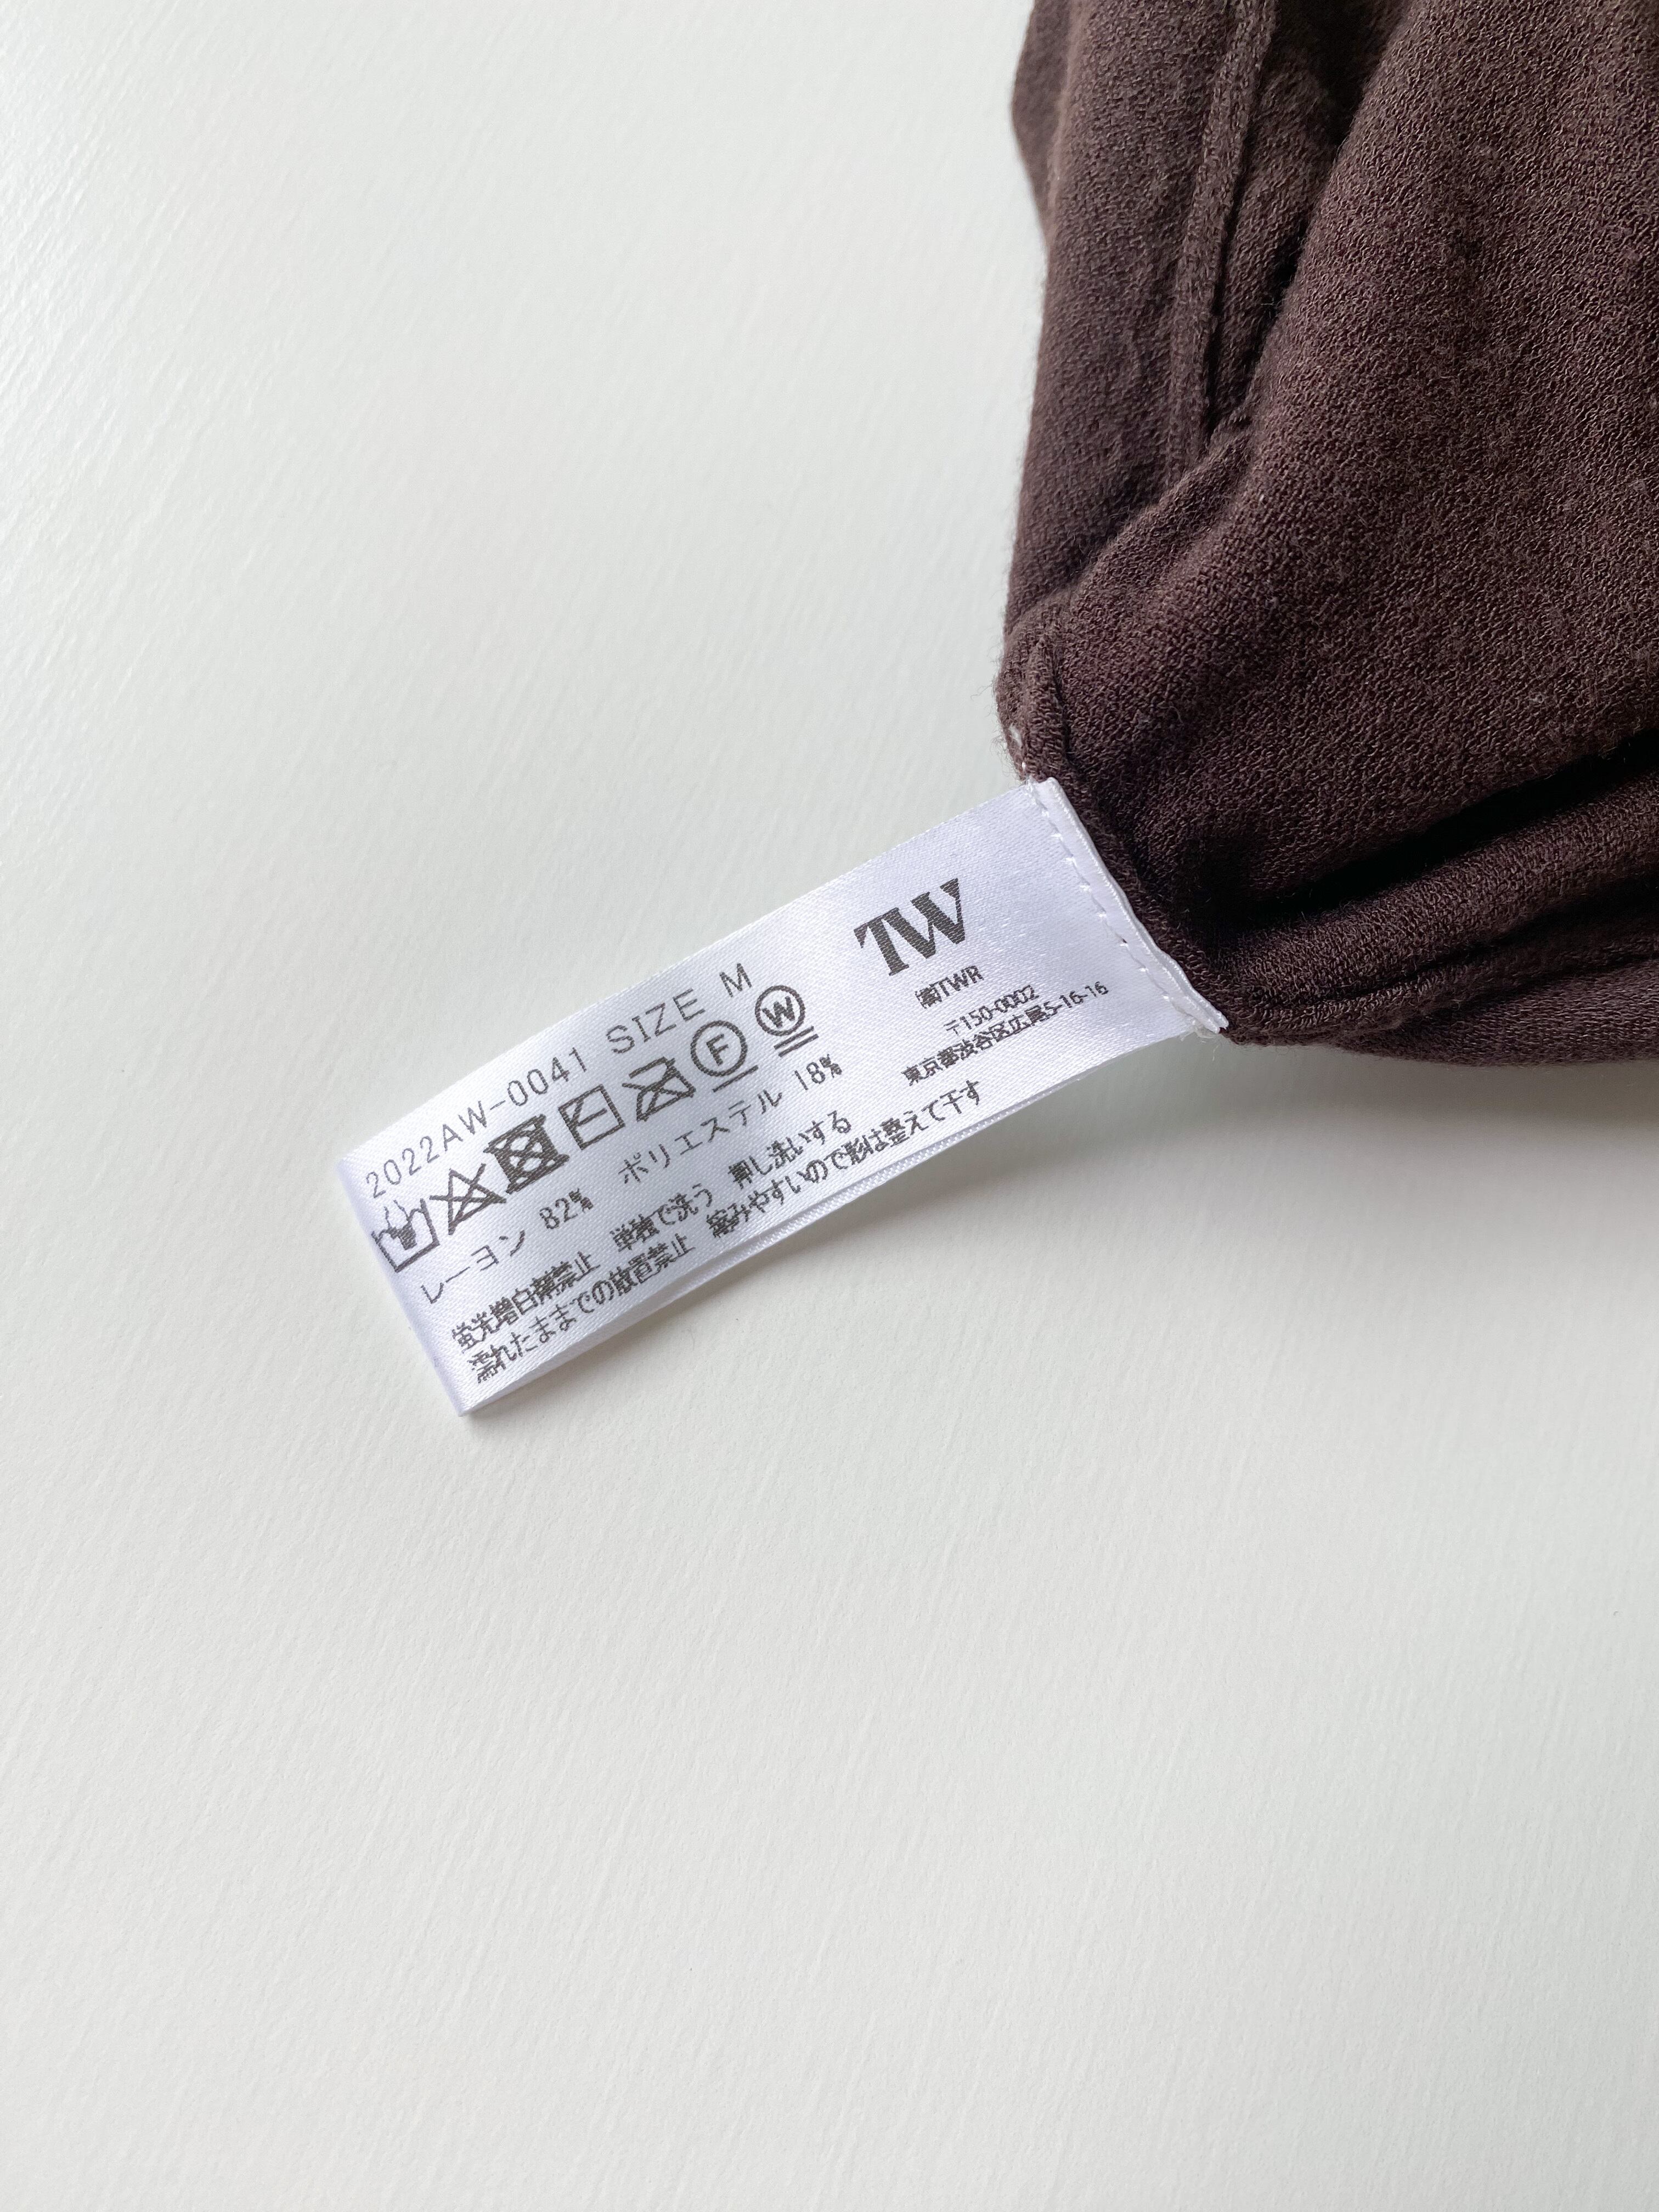 2022AW-0041 SIZE M
F W
レーヨン 82% ポリエステル 18%
蛍光増白剤禁止 単独で洗う 押し洗いする
濡れたままでの放置禁止 縮みやすいので形は整えて干す
TW
㈱TWR
〒150-0002
東京都渋谷区広尾5-16-16